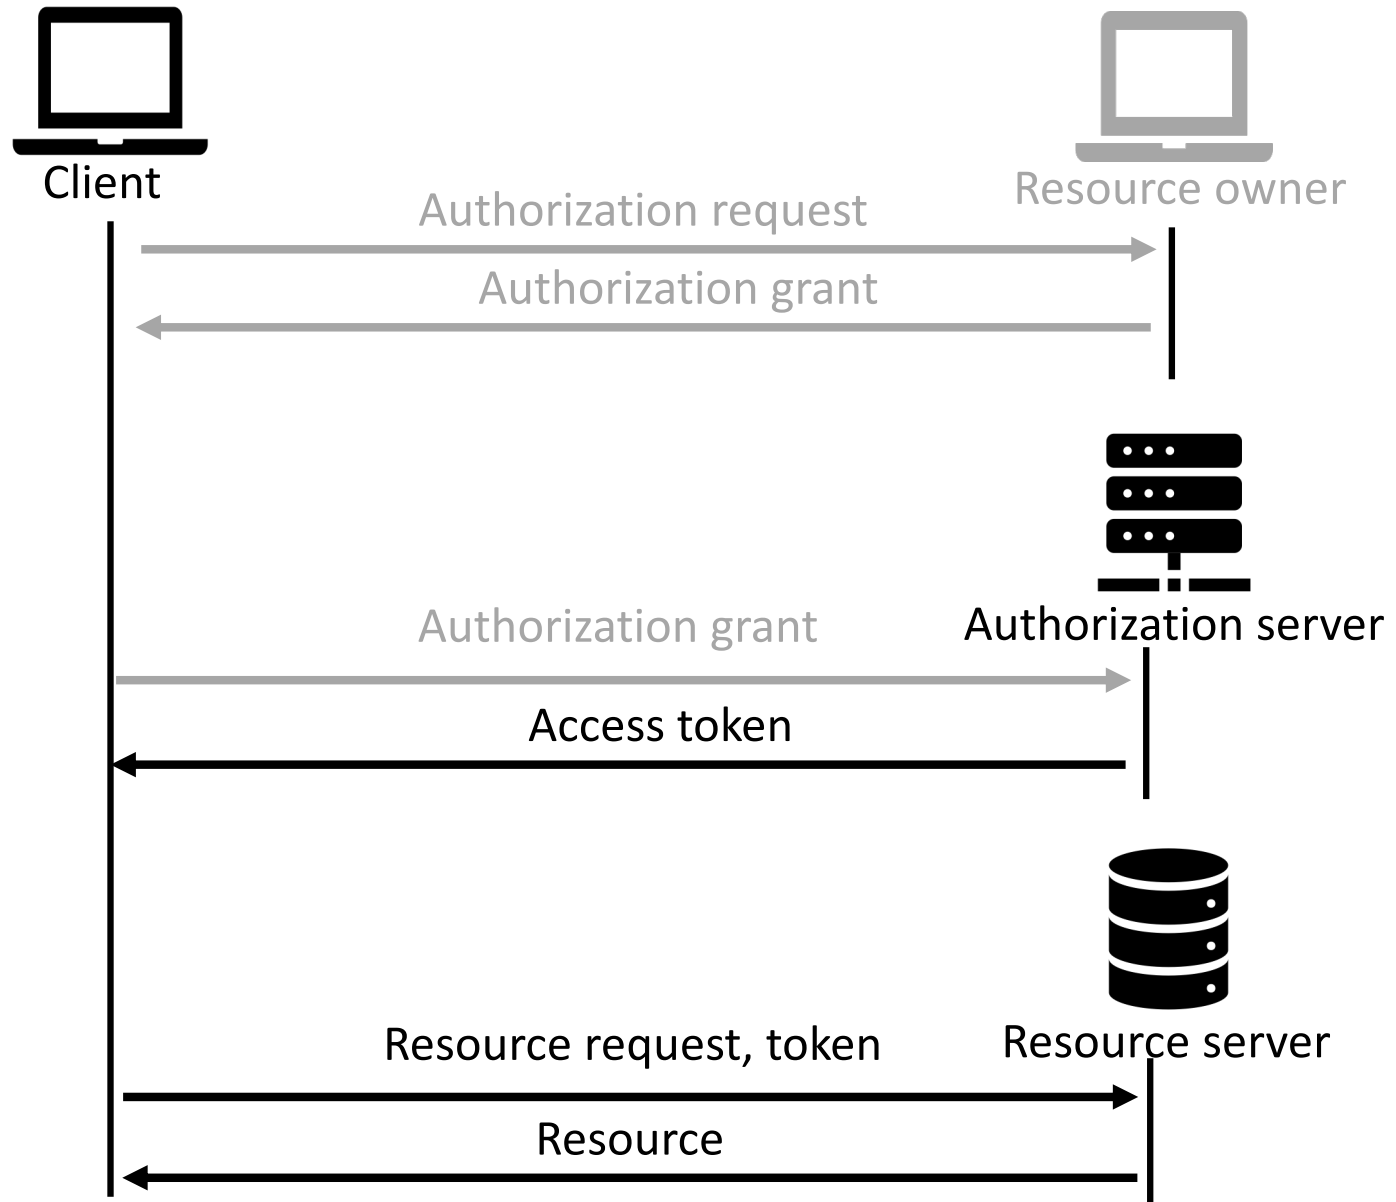 Client
Resource owner
Authorization request
Authorization grant
Authorization server
Authorization grant
Access token
Resource server
Resource request, token
Resource